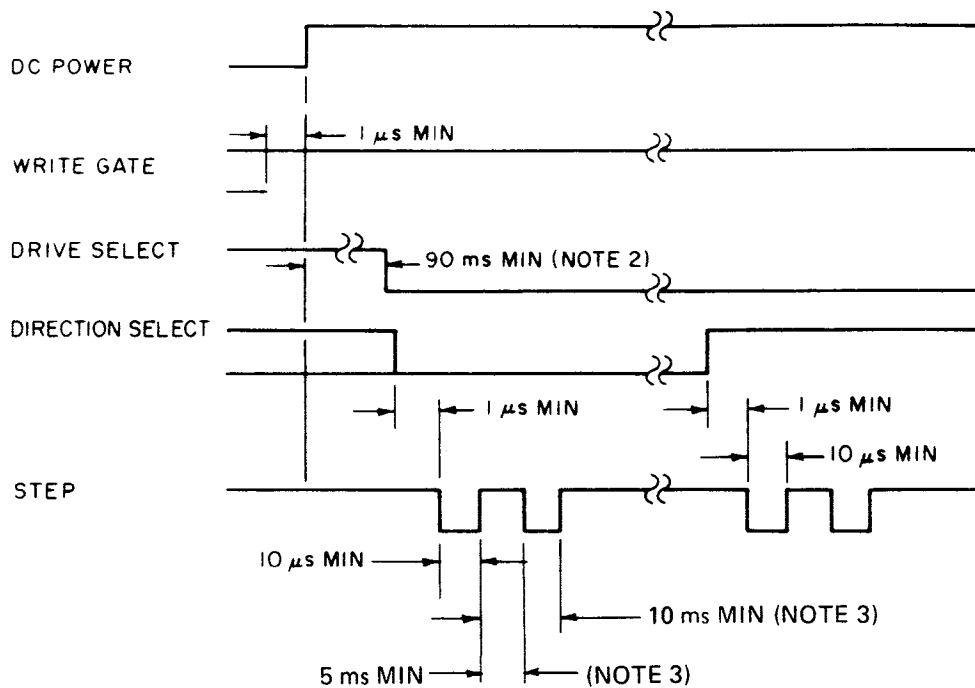 DC POWER
1 μs MIN
WRITE GATE
DRIVE SELECT
90 ms MIN (NOTE 2)
DIRECTION SELECT
1 μs MIN
1 μs MIN
10 μs MIN
STEP
10 μs MIN
10 ms MIN (NOTE 3)
5 ms MIN
(NOTE 3)